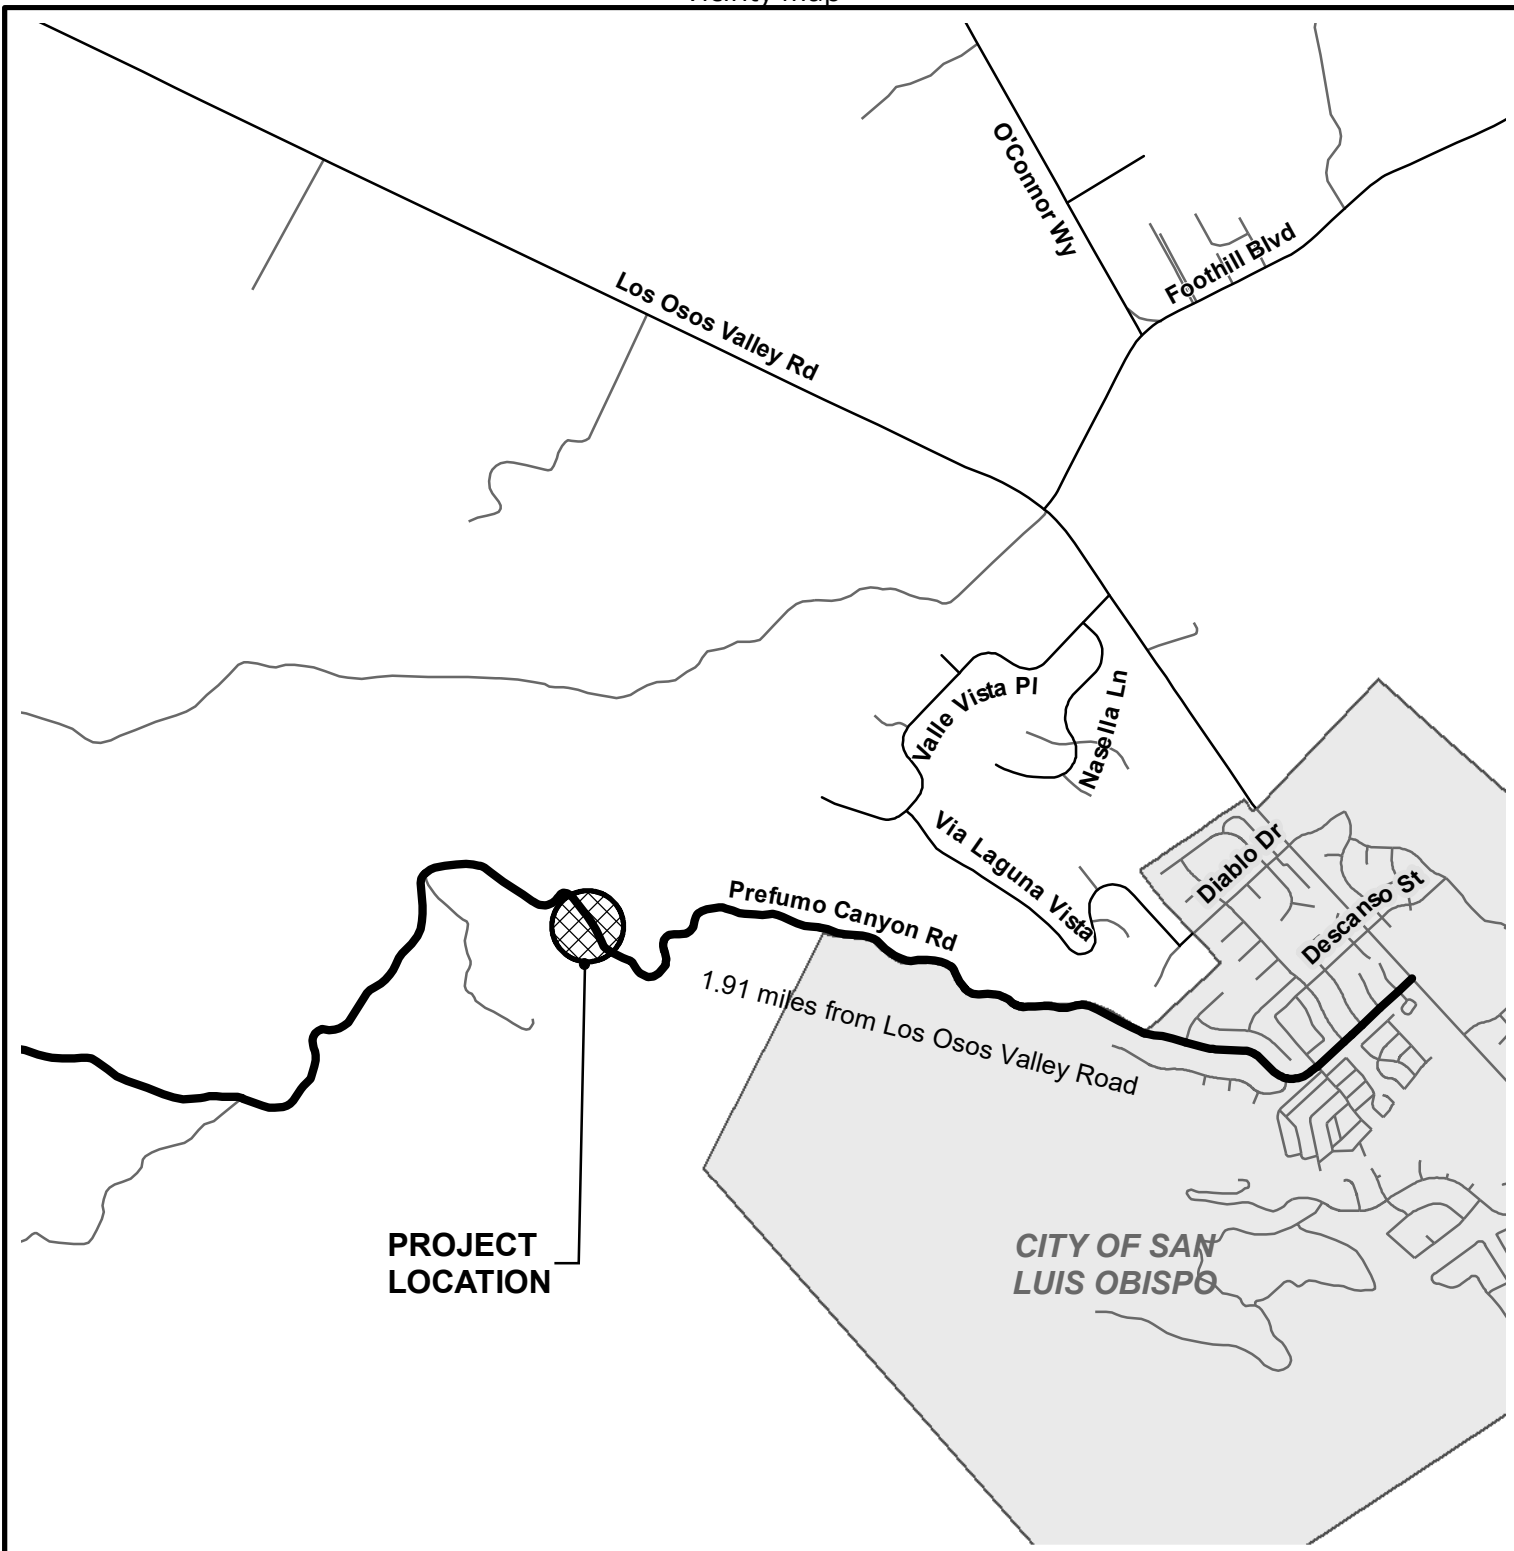 Vicinity Map
O'Connor Wy
Foothill Blvd
Los Osos Valley Rd
Valle Vista Pl
Nasella Ln
Via Laguna Vista
Diablo Dr
Descanso St
Prefumo Canyon Rd
1.91 miles from Los Osos Valley Road
PROJECT
LOCATION
CITY OF SAN
LUIS OBISPO